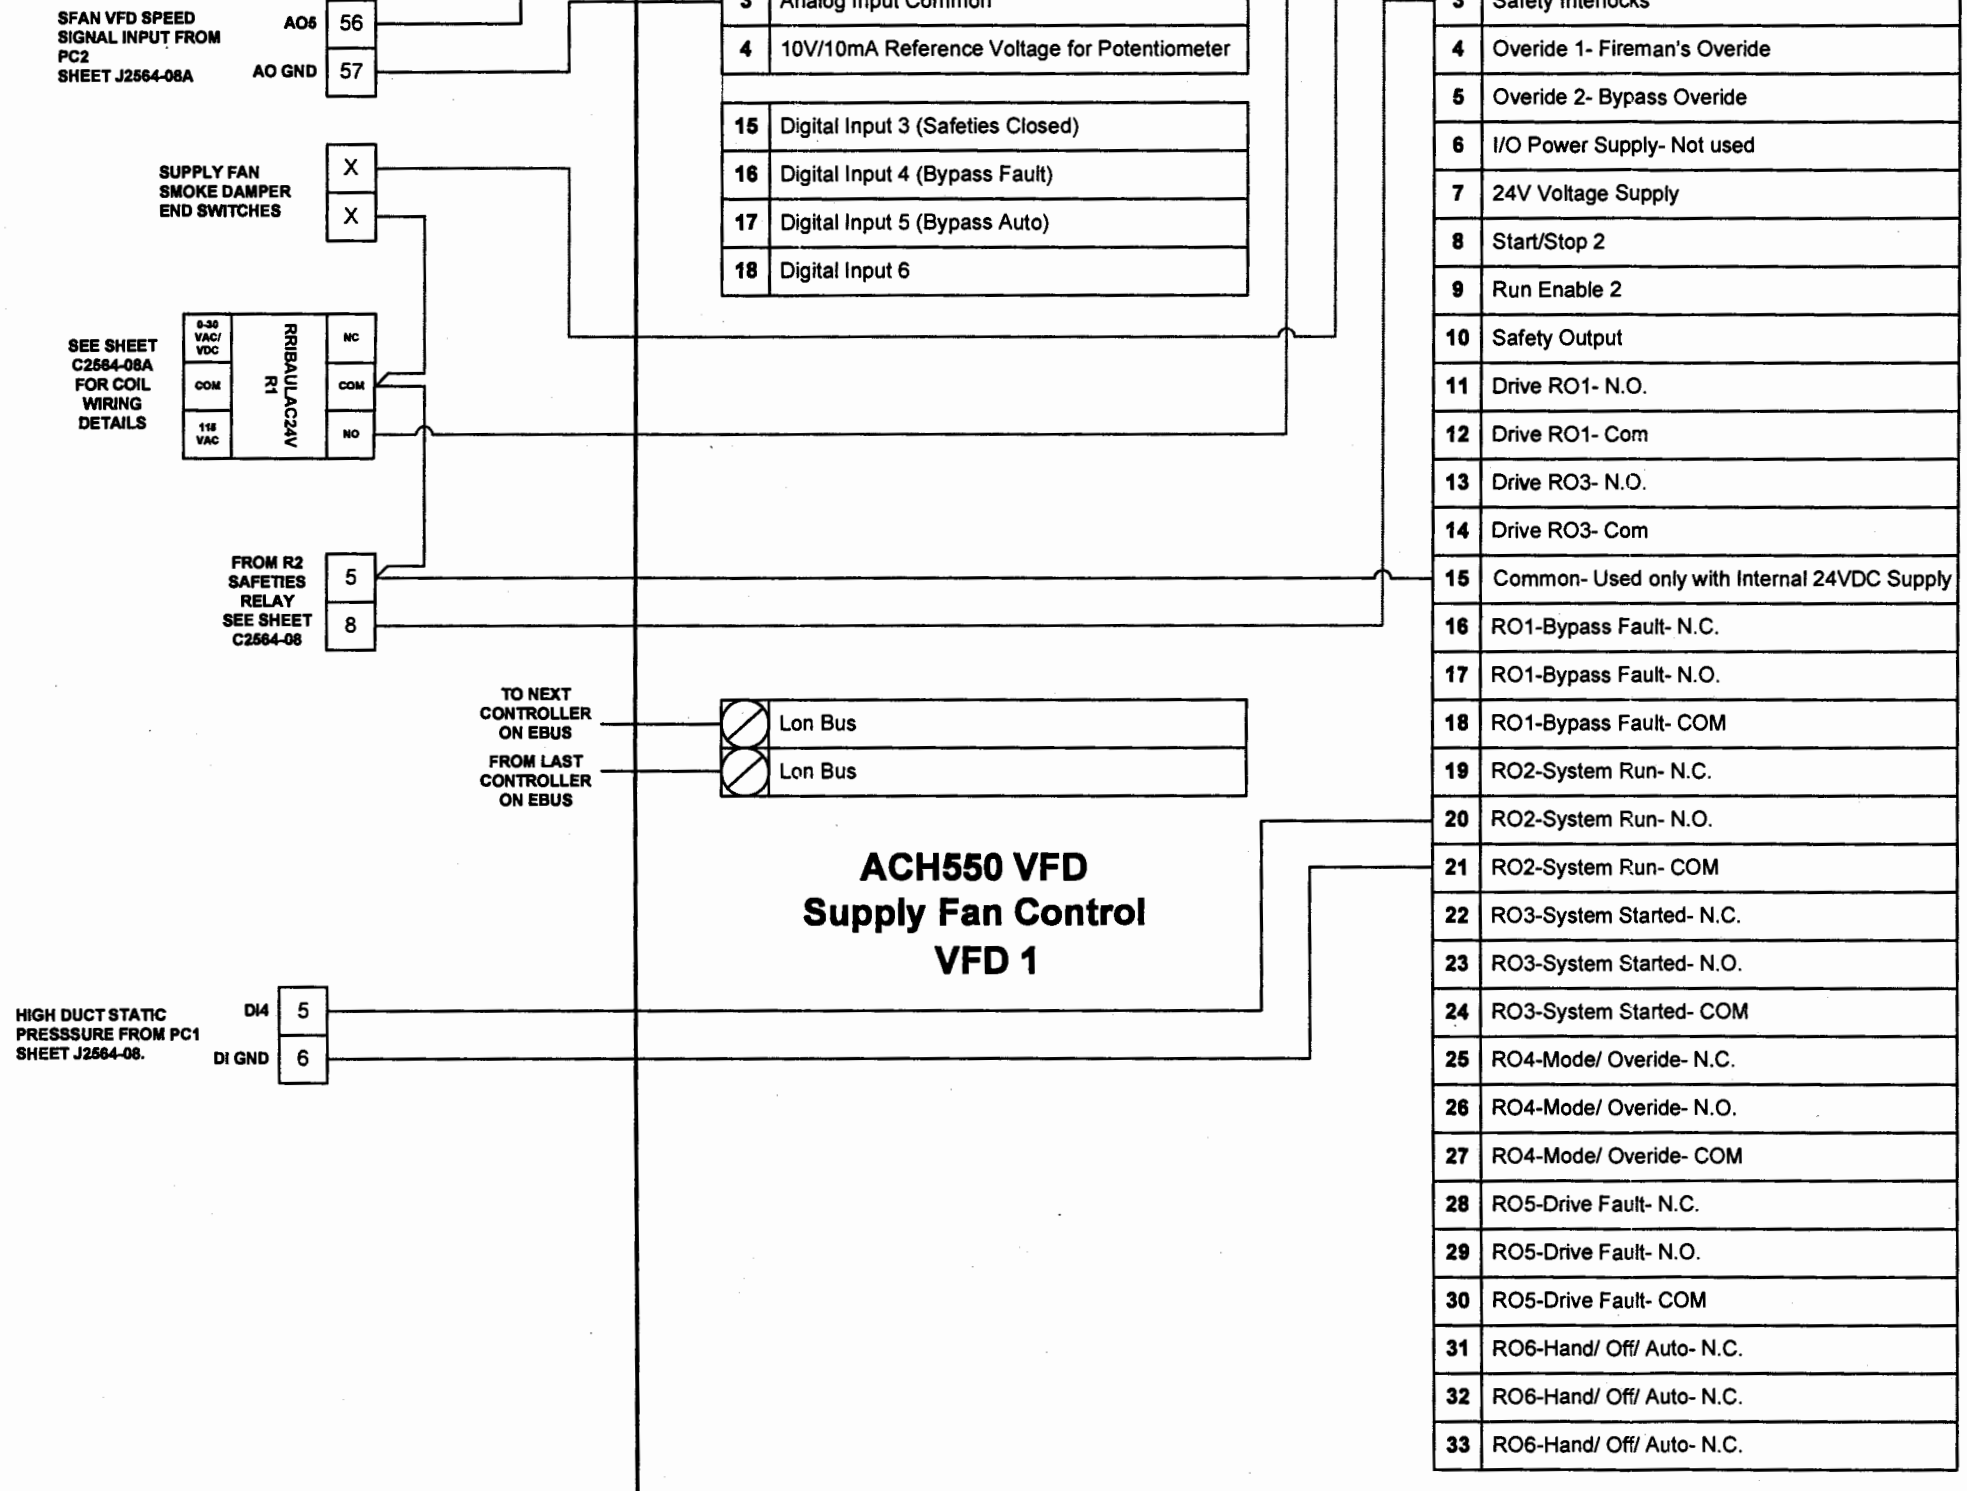 SFAN VFD SPEED
SIGNAL INPUT FROM
PC2
SHEET J2564-08A
AO5 56
AO GND 57
SUPPLY FAN
SMOKE DAMPER
END SWITCHES
X
X
SEE SHEET
C2564-08A
FOR COIL
WIRING
DETAILS
0-30
VAC/
VDC
COM
115
VAC
RRIBAULAC24V
R1
NC
COM
NO
FROM R2
SAFETIES
RELAY
SEE SHEET
C2564-08
5
8
TO NEXT
CONTROLLER
ON EBUS
FROM LAST
CONTROLLER
ON EBUS
HIGH DUCT STATIC
PRESSSURE FROM PC1
SHEET J2564-08.
DI4 5
DI GND 6
3 Analog Input Common
4 10V/10mA Reference Voltage for Potentiometer
15 Digital Input 3 (Safeties Closed)
16 Digital Input 4 (Bypass Fault)
17 Digital Input 5 (Bypass Auto)
18 Digital Input 6
Lon Bus
Lon Bus
ACH550 VFD
Supply Fan Control
VFD 1
3 Safety Interlocks
4 Overide 1- Fireman's Overide
5 Overide 2- Bypass Overide
6 I/O Power Supply- Not used
7 24V Voltage Supply
8 Start/Stop 2
9 Run Enable 2
10 Safety Output
11 Drive RO1- N.O.
12 Drive RO1- Com
13 Drive RO3- N.O.
14 Drive RO3- Com
15 Common- Used only with Internal 24VDC Supply
16 RO1-Bypass Fault- N.C.
17 RO1-Bypass Fault- N.O.
18 RO1-Bypass Fault- COM
19 RO2-System Run- N.C.
20 RO2-System Run- N.O.
21 RO2-System Run- COM
22 RO3-System Started- N.C.
23 RO3-System Started- N.O.
24 RO3-System Started- COM
25 RO4-Mode/ Overide- N.C.
26 RO4-Mode/ Overide- N.O.
27 RO4-Mode/ Overide- COM
28 RO5-Drive Fault- N.C.
29 RO5-Drive Fault- N.O.
30 RO5-Drive Fault- COM
31 RO6-Hand/ Off/ Auto- N.C.
32 RO6-Hand/ Off/ Auto- N.C.
33 RO6-Hand/ Off/ Auto- N.C.